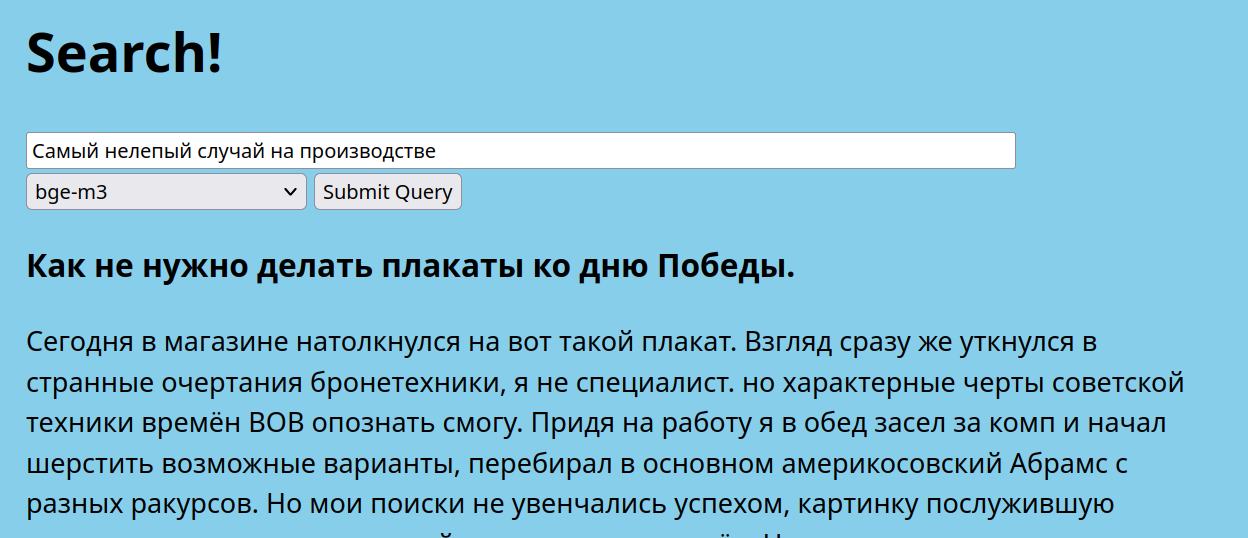 Search!
Самый нелепый случай на производстве
bge-m3
Submit Query
Как не нужно делать плакаты ко дню Победы.
Сегодня в магазине натолкнулся на вот такой плакат. Взгляд сразу же уткнулся в
странные очертания бронетехники, я не специалист. но характерные черты советской
техники времён ВОВ опознать смогу. Придя на работу я в обед засел за комп и начал
шерстить возможные варианты, перебирал в основном америкосовский Абрамс с
разных ракурсов. Но мои поиски не увенчались успехом, картинку послужившую